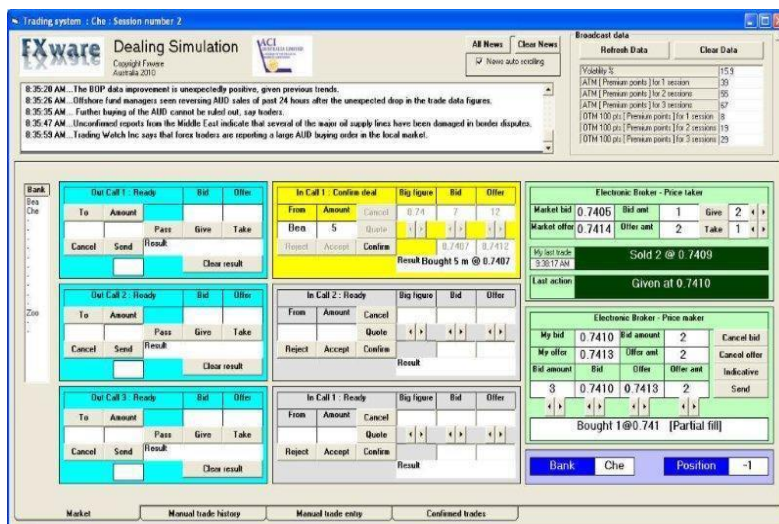 Trading system : Che : Session number 2
FXware
Dealing Simulation
Copyright Fxware
Australia 2010
ACI
All News
Clear News
News auto scrolling
Broadcast data
Refresh Data
Clear Data
Volatility % 15.9
ATM [ Premium points ] for 1 session 39
ATM [ Premium points ] for 2 sessions 55
ATM [ Premium points ] for 3 sessions 67
OTM 100 pts [ Premium points ] for 1 session 8
OTM 100 pts [ Premium points ] for 2 sessions 19
OTM 100 pts [ Premium points ] for 3 sessions 29
8:35:20 AM...The BOP data improvement is unexpectedly positive, given previous trends.
8:35:26 AM...Offshore fund managers seen reversing AUD sales of past 24 hours after the unexpected drop in the trade data figures.
8:35:35 AM... Further buying of the AUD cannot be ruled out, say traders.
8:35:47 AM...Unconfirmed reports from the Middle East indicate that several of the major oil supply lines have been damaged in border disputes.
8:35:59 AM...Trading Watch Inc says that forex traders are reporting a large AUD buying order in the local market.
Bank
Bea
Che
Zoo
Out Call 1 : Ready Bid Offer
To Amount
Pass Give Take
Cancel Send Result
Clear result
Out Call 2 : Ready Bid Offer
To Amount
Pass Give Take
Cancel Send Result
Clear result
Out Call 3 : Ready Bid Offer
To Amount
Pass Give Take
Cancel Send Result
Clear result
In Call 1 : Confirm deal Big figure Bid Offer
From Amount Cancel 0.74 7 12
Bea 5 Quote
Reject Accept Confirm 0.7407 0.7412
Result Bought 5 m @ 0.7407
In Call 2 : Ready Big figure Bid Offer
From Amount Cancel
Quote
Reject Accept Confirm
Result
In Call 1 : Ready Big figure Bid Offer
From Amount Cancel
Quote
Reject Accept Confirm
Result
Electronic Broker - Price taker
Market bid 0.7405 Bid amt 1 Give 2
Market offer 0.7414 Offer amt 2 Take 1
My last trade Sold 2 @ 0.7409
Last action Given at 0.7410
Electronic Broker - Price maker
My bid 0.7410 Bid amount 2 Cancel bid
My offer 0.7413 Offer amt 2 Cancel offer
Bid amount Bid Offer Offer amt Indicative
3 0.7410 0.7413 2 Send
Bought 1@0.741 [Partial fill]
Bank Che Position -1
Market
Manual trade history
Manual trade entry
Confirmed trades